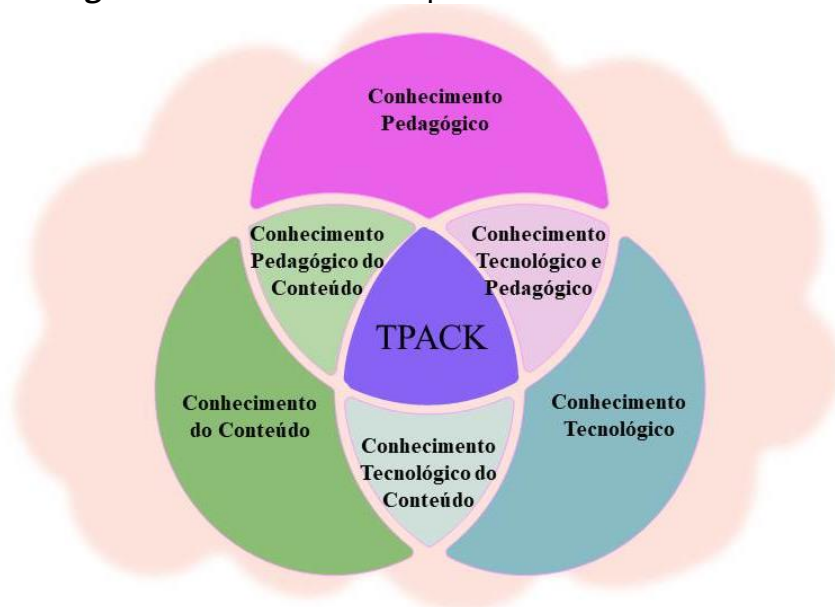 Conhecimento
Pedagógico
Conhecimento
Pedagógico do
Conteúdo
Conhecimento
Tecnológico e
Pedagógico
TPACK
Conhecimento
do Conteúdo
Conhecimento
Tecnológico
Conhecimento
Tecnológico do
Conteúdo